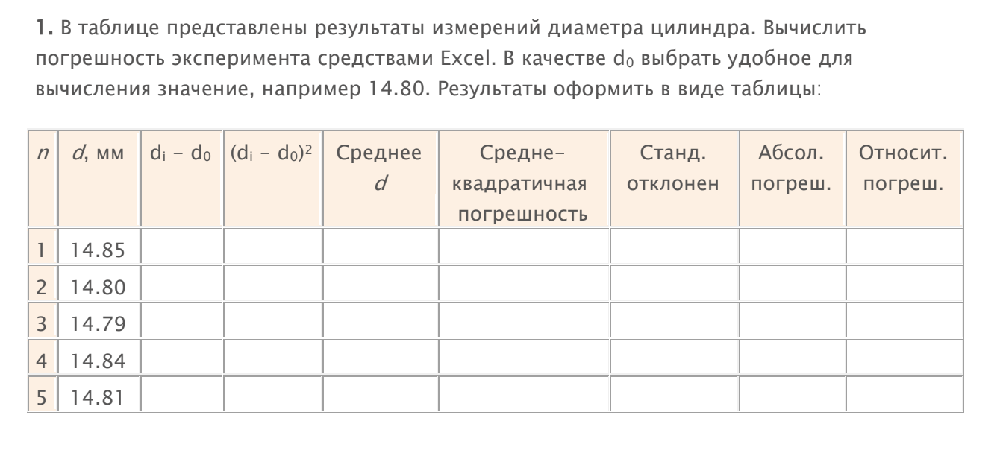 1. В таблице представлены результаты измерений диаметра цилиндра. Вычислить
погрешность эксперимента средствами Excel. В качестве d₀ выбрать удобное для
вычисления значение, например 14.80. Результаты оформить в виде таблицы:
n d, мм dᵢ – d₀ (dᵢ – d₀)² Среднее d Средне– квадратичная погрешность Станд. отклонен Абсол. погреш. Относит. погреш.
1 14.85
2 14.80
3 14.79
4 14.84
5 14.81